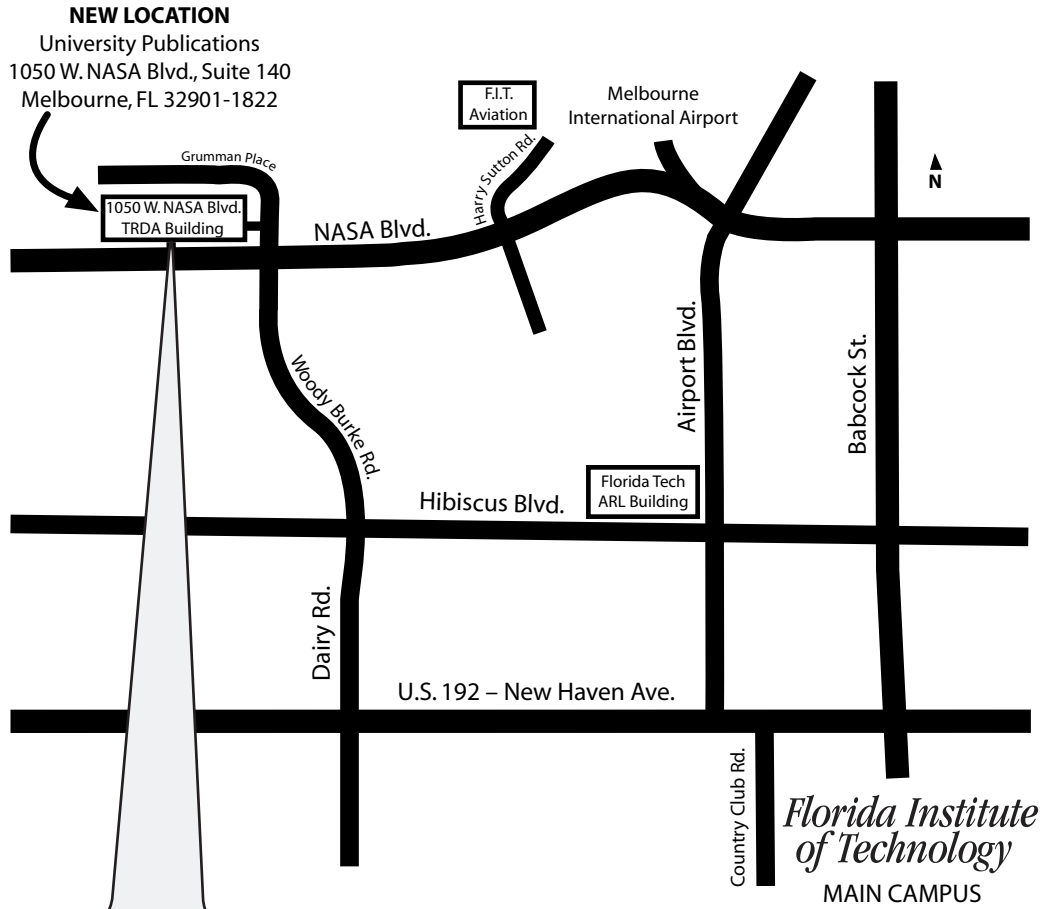 NEW LOCATION
University Publications
1050 W. NASA Blvd., Suite 140
Melbourne, FL 32901-1822
F.I.T.
Aviation
Melbourne
International Airport
Grumman Place
Harry Sutton Rd.
N
1050 W. NASA Blvd.
TRDA Building
NASA Blvd.
Woody Burke Rd.
Airport Blvd.
Babcock St.
Florida Tech
ARL Building
Hibiscus Blvd.
Dairy Rd.
U.S. 192 – New Haven Ave.
Country Club Rd.
Florida Institute
of Technology
MAIN CAMPUS